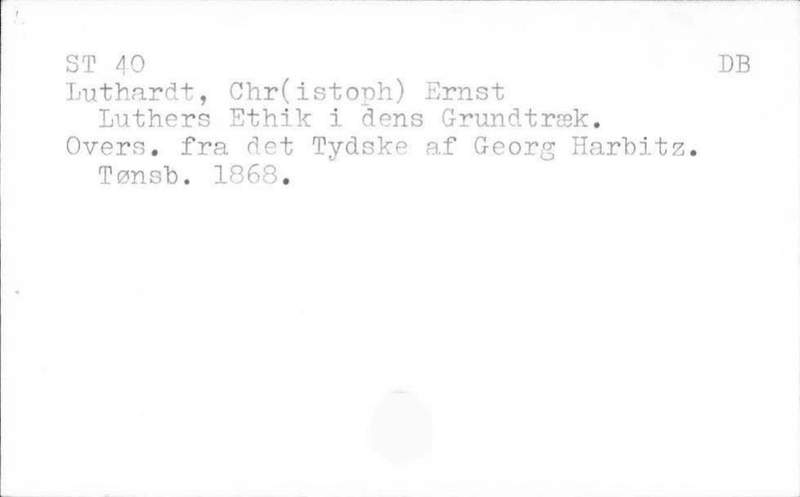 ST 40 DB
Luthardt, Chr(istoph) Ernst
Luthers Ethik i dens Grundtræk.
Overs. fra det Tydske af Georg Harbitz.
Tønsb. 1868.